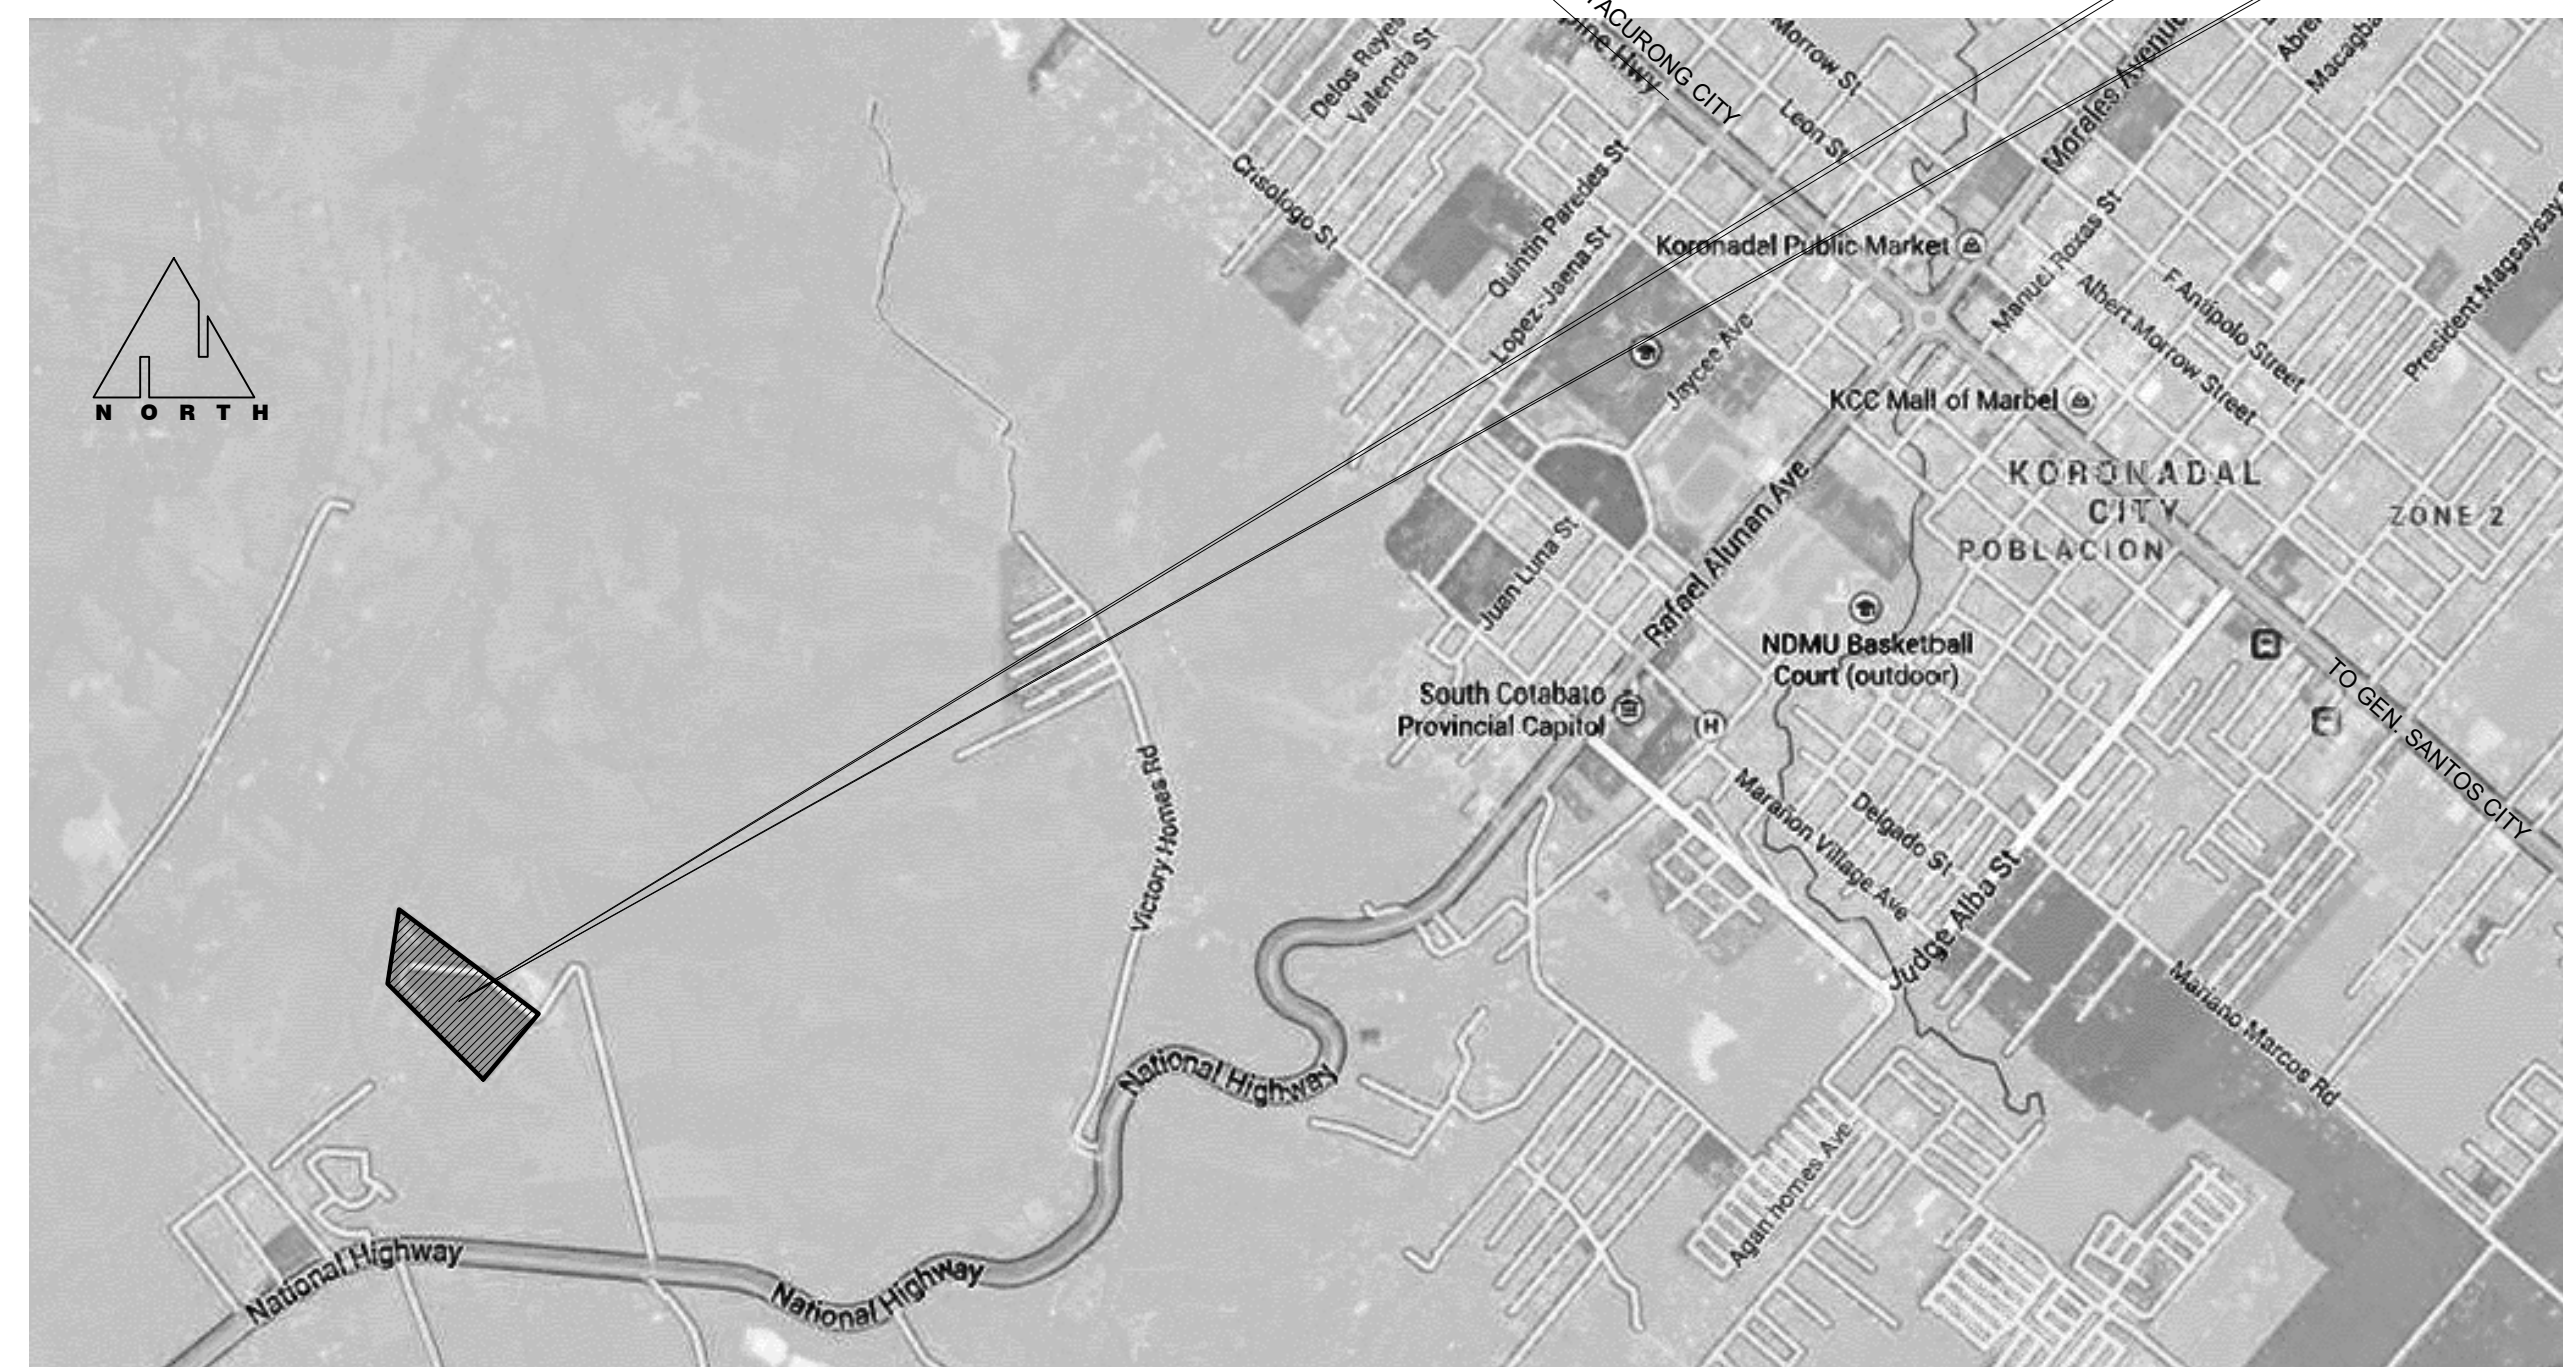 TACURONG CITY
Delos Reyes
Valencia St
Morrow St
Leon St
Morales Avenue
Crisologo St
Quintin Paredes St
Lopez-Jaena St
Koronadal Public Market
Manuel Roxas St
Albert Morrow Street
F Antipolo Street
President Magsaysay
NORTH
Jaycee Ave
KCC Mall of Marbel
Rafael Alunan Ave
KORONADAL
CITY
POBLACION
ZONE 2
Juan Luna St
NDMU Basketball
Court (outdoor)
South Cotabato
Provincial Capitol
H
TO GEN. SANTOS CITY
Victory Homes Rd
Marañon Village Ave
Delgado St
Judge Alba St
Mariano Marcos Rd
National Highway
Agan homes Ave
National Highway
National Highway